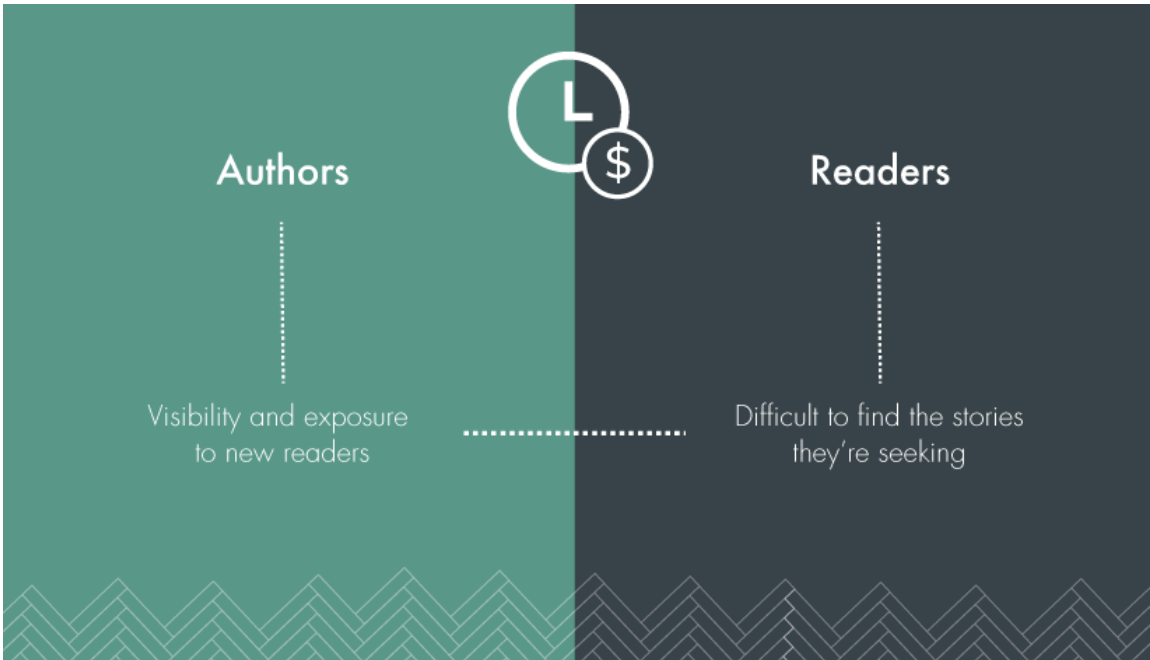 $
Authors
Readers
Visibility and exposure
to new readers
Difficult to find the stories
they're seeking